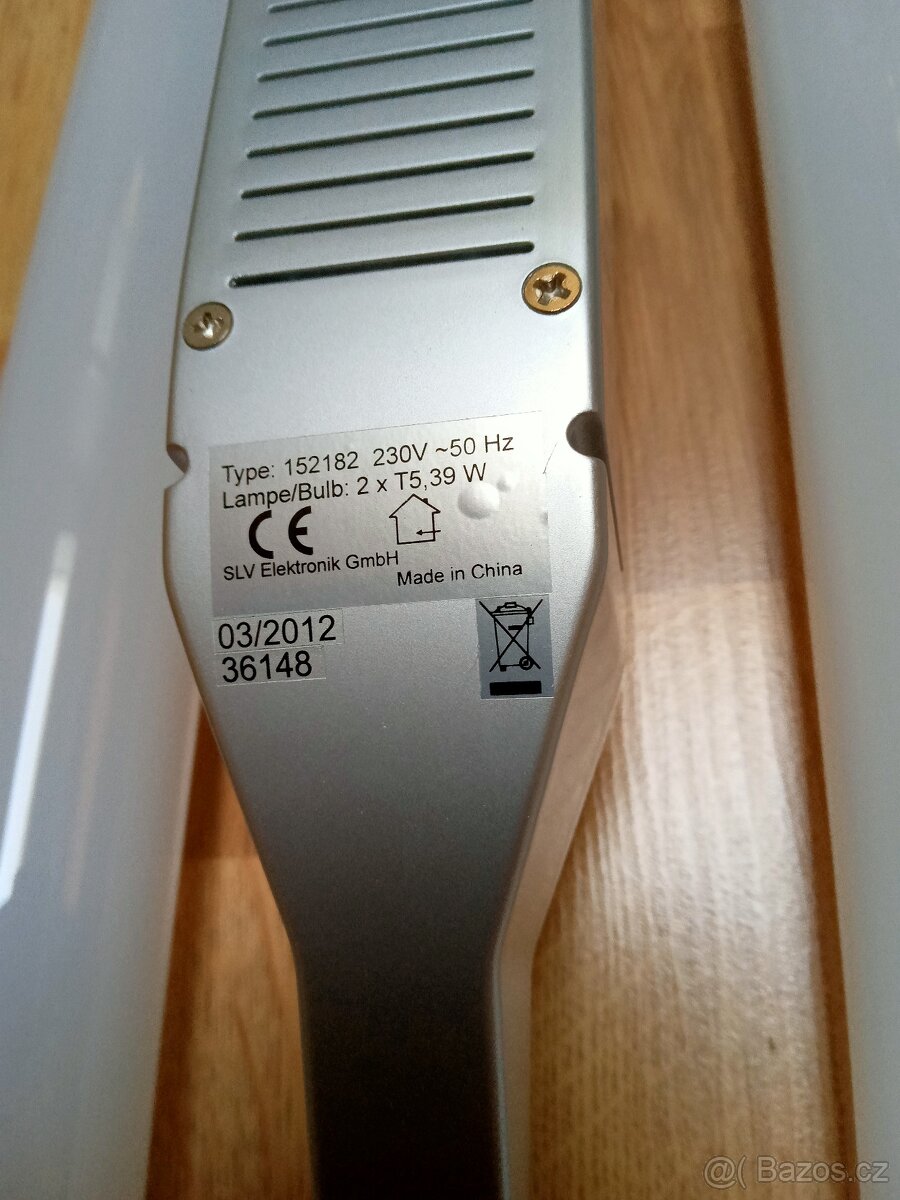 Type: 152182 230V ~50 Hz
Lampe/Bulb: 2 x T5,39 W
CE
SLV Elektronik GmbH
Made in China
03/2012
36148
@( Bazos.cz